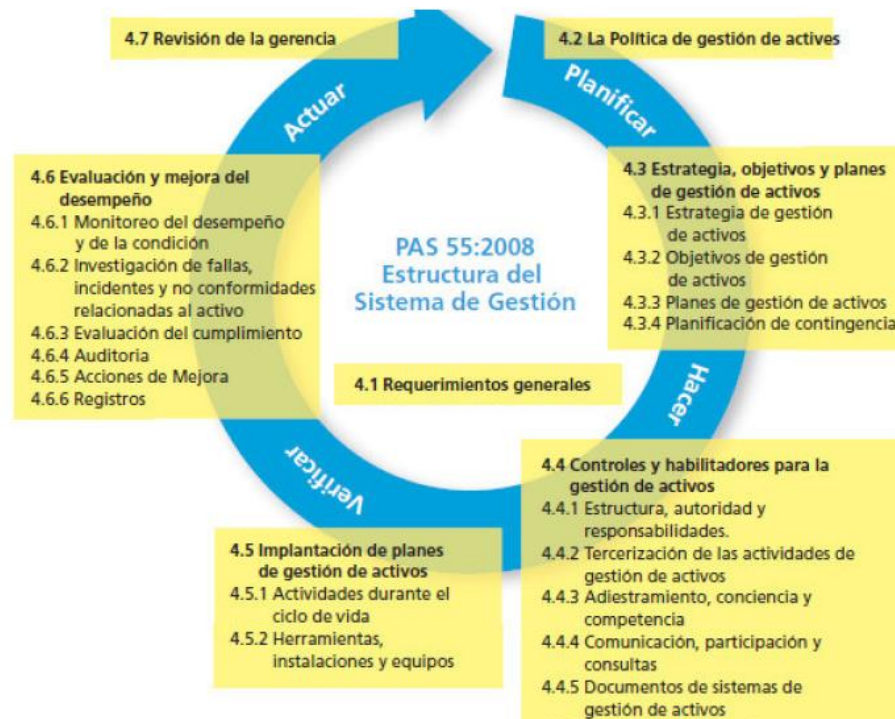 4.7 Revisión de la gerencia
4.2 La Política de gestión de actives
Actuar
Planificar
4.6 Evaluación y mejora del
desempeño
4.6.1 Monitoreo del desempeño
y de la condición
4.6.2 Investigación de fallas,
incidentes y no conformidades
relacionadas al activo
4.6.3 Evaluación del cumplimiento
4.6.4 Auditoria
4.6.5 Acciones de Mejora
4.6.6 Registros
PAS 55:2008
Estructura del
Sistema de Gestión
4.3 Estrategia, objetivos y planes
de gestión de activos
4.3.1 Estrategia de gestión
de activos
4.3.2 Objetivos de gestión
de activos
4.3.3 Planes de gestión de activos
4.3.4 Planificación de contingencia
4.1 Requerimientos generales
Hacer
Verificar
4.5 Implantación de planes
de gestión de activos
4.5.1 Actividades durante el
ciclo de vida
4.5.2 Herramientas,
instalaciones y equipos
4.4 Controles y habilitadores para la
gestión de activos
4.4.1 Estructura, autoridad y
responsabilidades.
4.4.2 Tercerización de las actividades de
gestión de activos
4.4.3 Adiestramiento, conciencia y
competencia
4.4.4 Comunicación, participación y
consultas
4.4.5 Documentos de sistemas de
gestión de activos